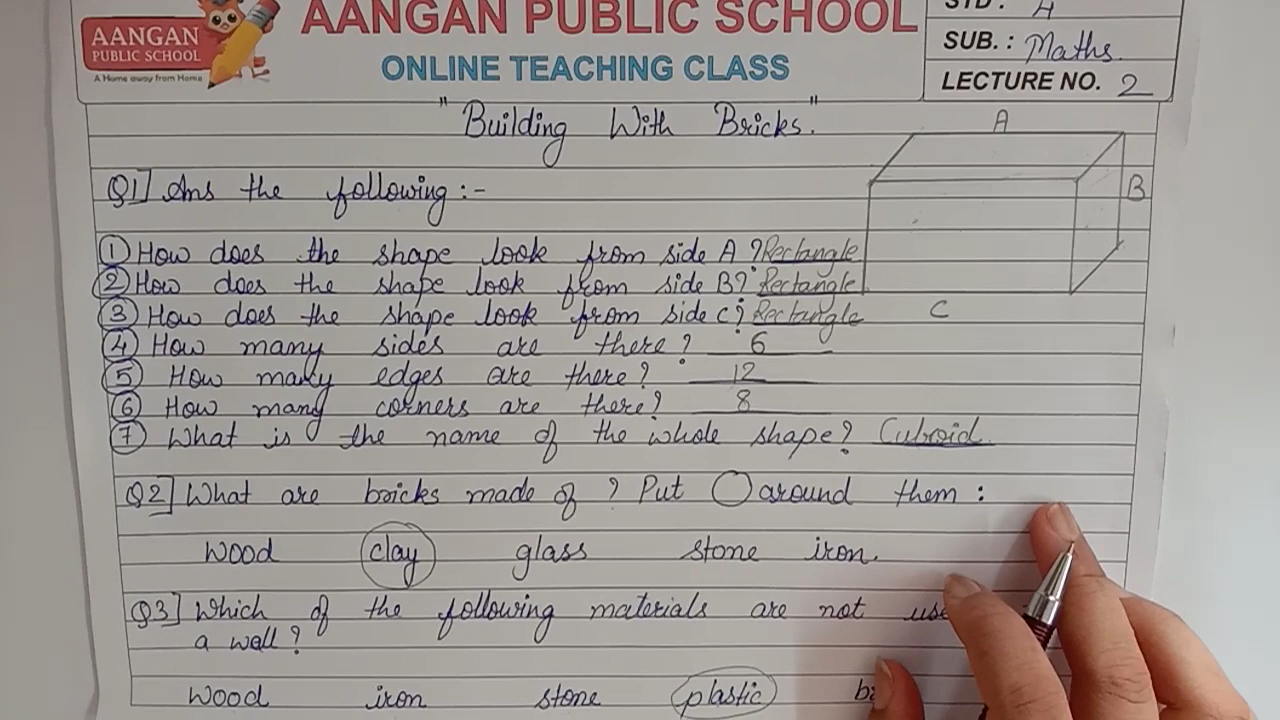 AANGAN
PUBLIC SCHOOL
A Home away from Home
AANGAN PUBLIC SCHOOL
ONLINE TEACHING CLASS
STD : 4
SUB. : Maths.
LECTURE NO. 2
"Building With Bricks."
A
B
C
Q1] Ans the following :-
1 How does the shape look from side A ? Rectangle
2 How does the shape look from side B? Rectangle
3 How does the shape look from side C? Rectangle
4 How many sides are there? 6
5 How many edges are there? 12
6 How many corners are there? 8
7 What is the name of the whole shape? Cuboid
Q2] What are bricks made of ? Put ◯ around them :
wood clay glass stone iron.
Q3] Which of the following materials are not
a wall?
wood iron stone plastic